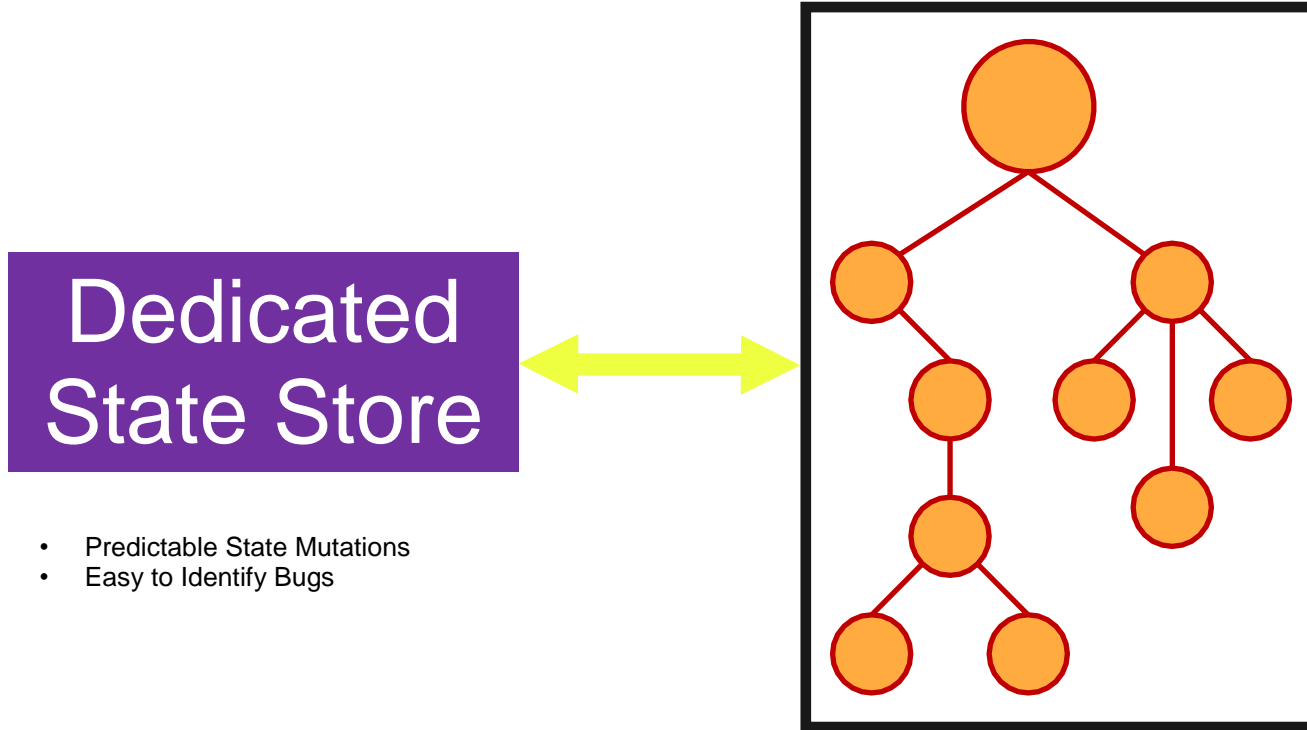 Dedicated
State Store
• Predictable State Mutations
• Easy to Identify Bugs